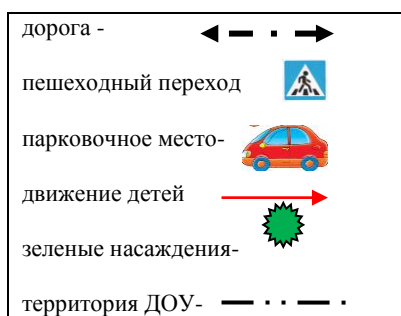 дорога -
пешеходный переход
парковочное место-
движение детей
зеленые насаждения-
территория ДОУ-